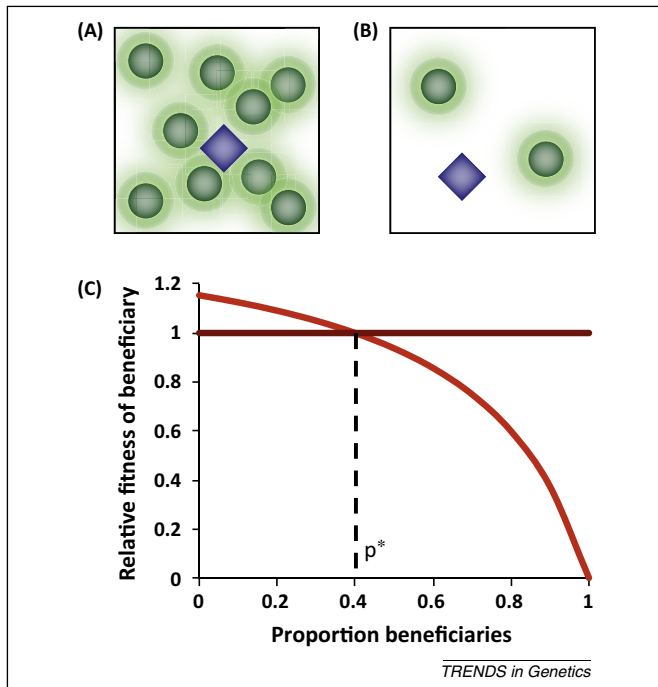 (A)
(B)
(C)
Relative fitness of beneficiary
1.2
1
0.8
0.6
0.4
0.2
0
p*
0 0.2 0.4 0.6 0.8 1
Proportion beneficiaries
TRENDS in Genetics